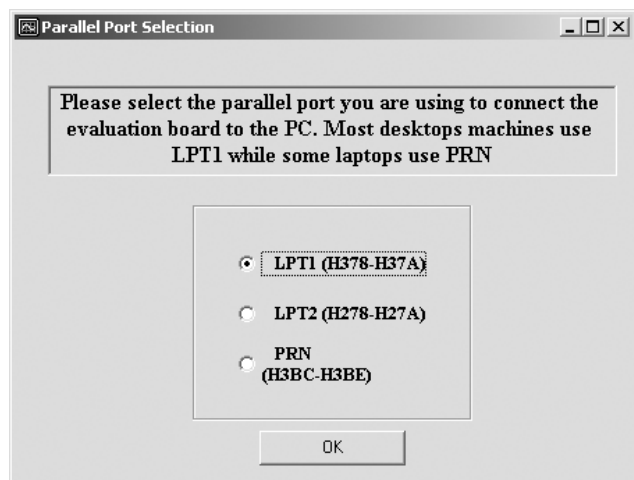 Parallel Port Selection
Please select the parallel port you are using to connect the
evaluation board to the PC. Most desktops machines use
LPT1 while some laptops use PRN
LPT1 (H378-H37A)
LPT2 (H278-H27A)
PRN
(H3BC-H3BE)
OK